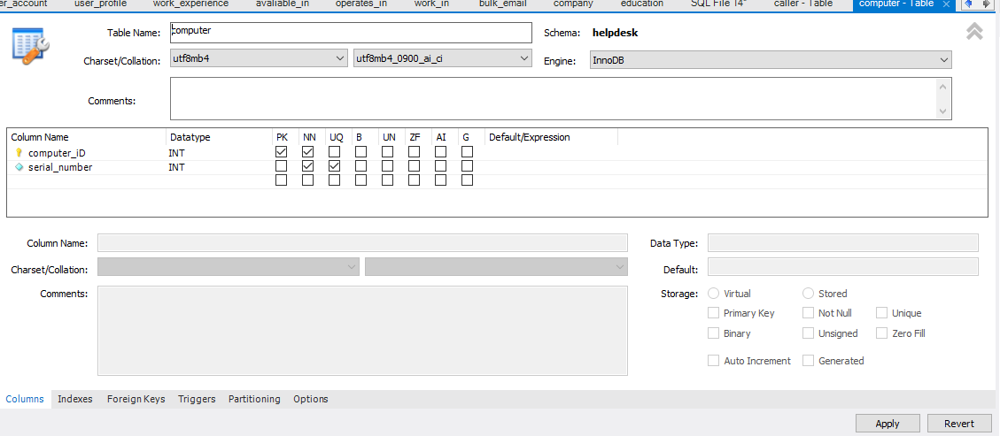 er_account user_profile work_experience avaliable_in operates_in work_in bulk_email company education SQL File 14* caller - Table computer - Table
Table Name: computer Schema: helpdesk
Charset/Collation: utf8mb4 utf8mb4_0900_ai_ci Engine: InnoDB
Comments:
Column Name Datatype PK NN UQ B UN ZF AI G Default/Expression
computer_iD INT
serial_number INT
Column Name: Data Type:
Charset/Collation: Default:
Comments: Storage: Virtual Stored
Primary Key Not Null Unique
Binary Unsigned Zero Fill
Auto Increment Generated
Columns Indexes Foreign Keys Triggers Partitioning Options
Apply Revert